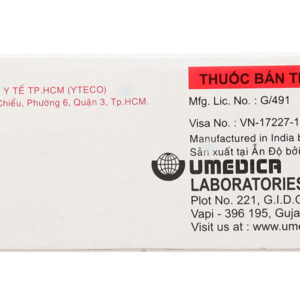 Y TẾ TP.HCM (YTECO)
Chiểu, Phường 6, Quận 3, Tp.HCM.
THUỐC BÁN
Mfg. Lic. No. : G/491
Visa No. : VN-17227-1
Manufactured in India
Sản xuất tại Ấn Độ bởi
UMEDICA
LABORATORIES
Plot No. 221, G.I.D.C
Vapi - 396 195,
Visit us at : www.ume